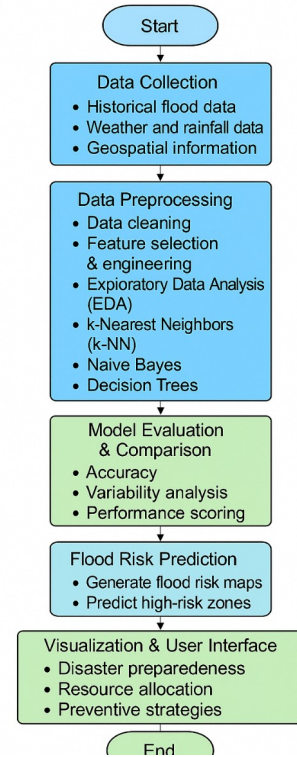 Start
Data Collection
• Historical flood data
• Weather and rainfall data
• Geospatial information
Data Preprocessing
• Data cleaning
• Feature selection
& engineering
• Expioratory Data Analysis
(EDA)
• k-Nearest Neighbors
(k-NN)
• Naive Bayes
• Decision Trees
Model Evaluation
& Comparison
• Accuracy
• Variability analysis
• Performance scoring
Flood Risk Prediction
• Generate flood risk maps
• Predict high-risk zones
Visualization & User Interface
• Disaster preparedeness
• Resource allocation
• Preventive strategies
End